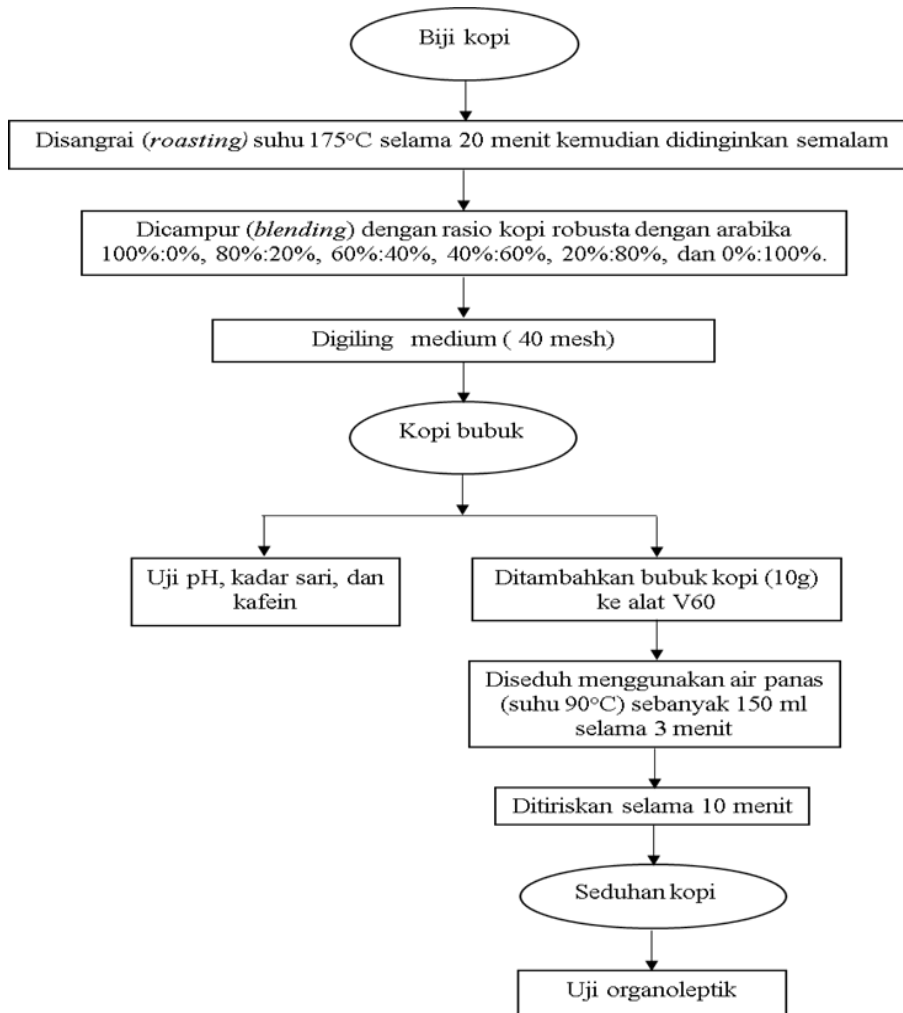 Biji kopi
Disangrai (roasting) suhu 175°C selama 20 menit kemudian didinginkan semalam
Dicampur (blending) dengan rasio kopi robusta dengan arabika
100%:0%, 80%:20%, 60%:40%, 40%:60%, 20%:80%, dan 0%:100%.
Digiling medium ( 40 mesh)
Kopi bubuk
Uji pH, kadar sari, dan
kafein
Ditambahkan bubuk kopi (10g)
ke alat V60
Diseduh menggunakan air panas
(suhu 90°C) sebanyak 150 ml
selama 3 menit
Ditiriskan selama 10 menit
Seduhan kopi
Uji organoleptik